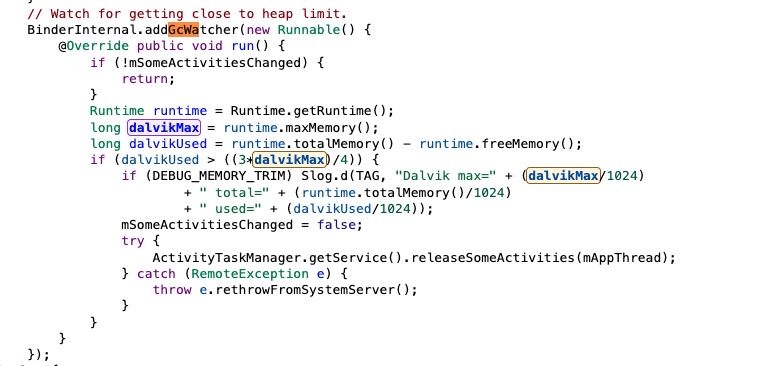 // Watch for getting close to heap limit.
BinderInternal.addGcWatcher(new Runnable() {
@Override public void run() {
if (!mSomeActivitiesChanged) {
return;
}
Runtime runtime = Runtime.getRuntime();
long dalvikMax = runtime.maxMemory();
long dalvikUsed = runtime.totalMemory() - runtime.freeMemory();
if (dalvikUsed > ((3*dalvikMax)/4)) {
if (DEBUG_MEMORY_TRIM) Slog.d(TAG, "Dalvik max=" + (dalvikMax/1024)
+ " total=" + (runtime.totalMemory()/1024)
+ " used=" + (dalvikUsed/1024));
mSomeActivitiesChanged = false;
try {
ActivityTaskManager.getService().releaseSomeActivities(mAppThread);
} catch (RemoteException e) {
throw e.rethrowFromSystemServer();
}
}
}
});